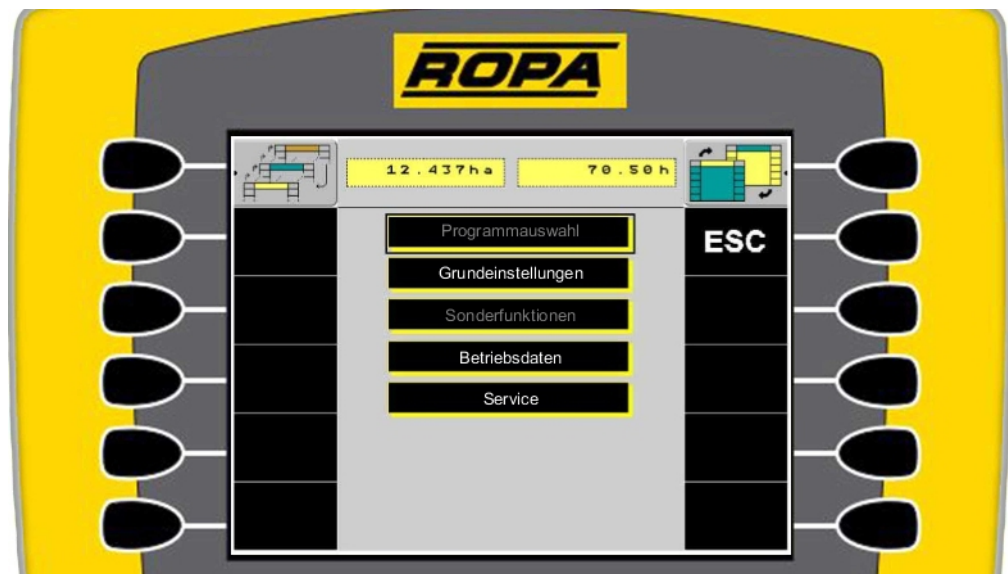 ROPA
12.437ha 70.50h
Programmauswahl
ESC
Grundeinstellungen
Sonderfunktionen
Betriebsdaten
Service